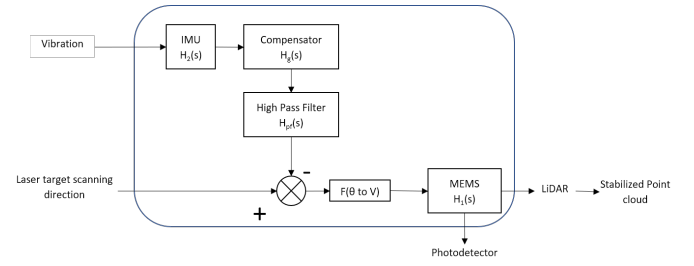 Vibration
IMU
H₂(s)
Compensator
H₉(s)
High Pass Filter
Hₚf(s)
-
Laser target scanning
direction
+
F(θ to V)
MEMS
H₁(s)
LiDAR
Stabilized Point
cloud
Photodetector